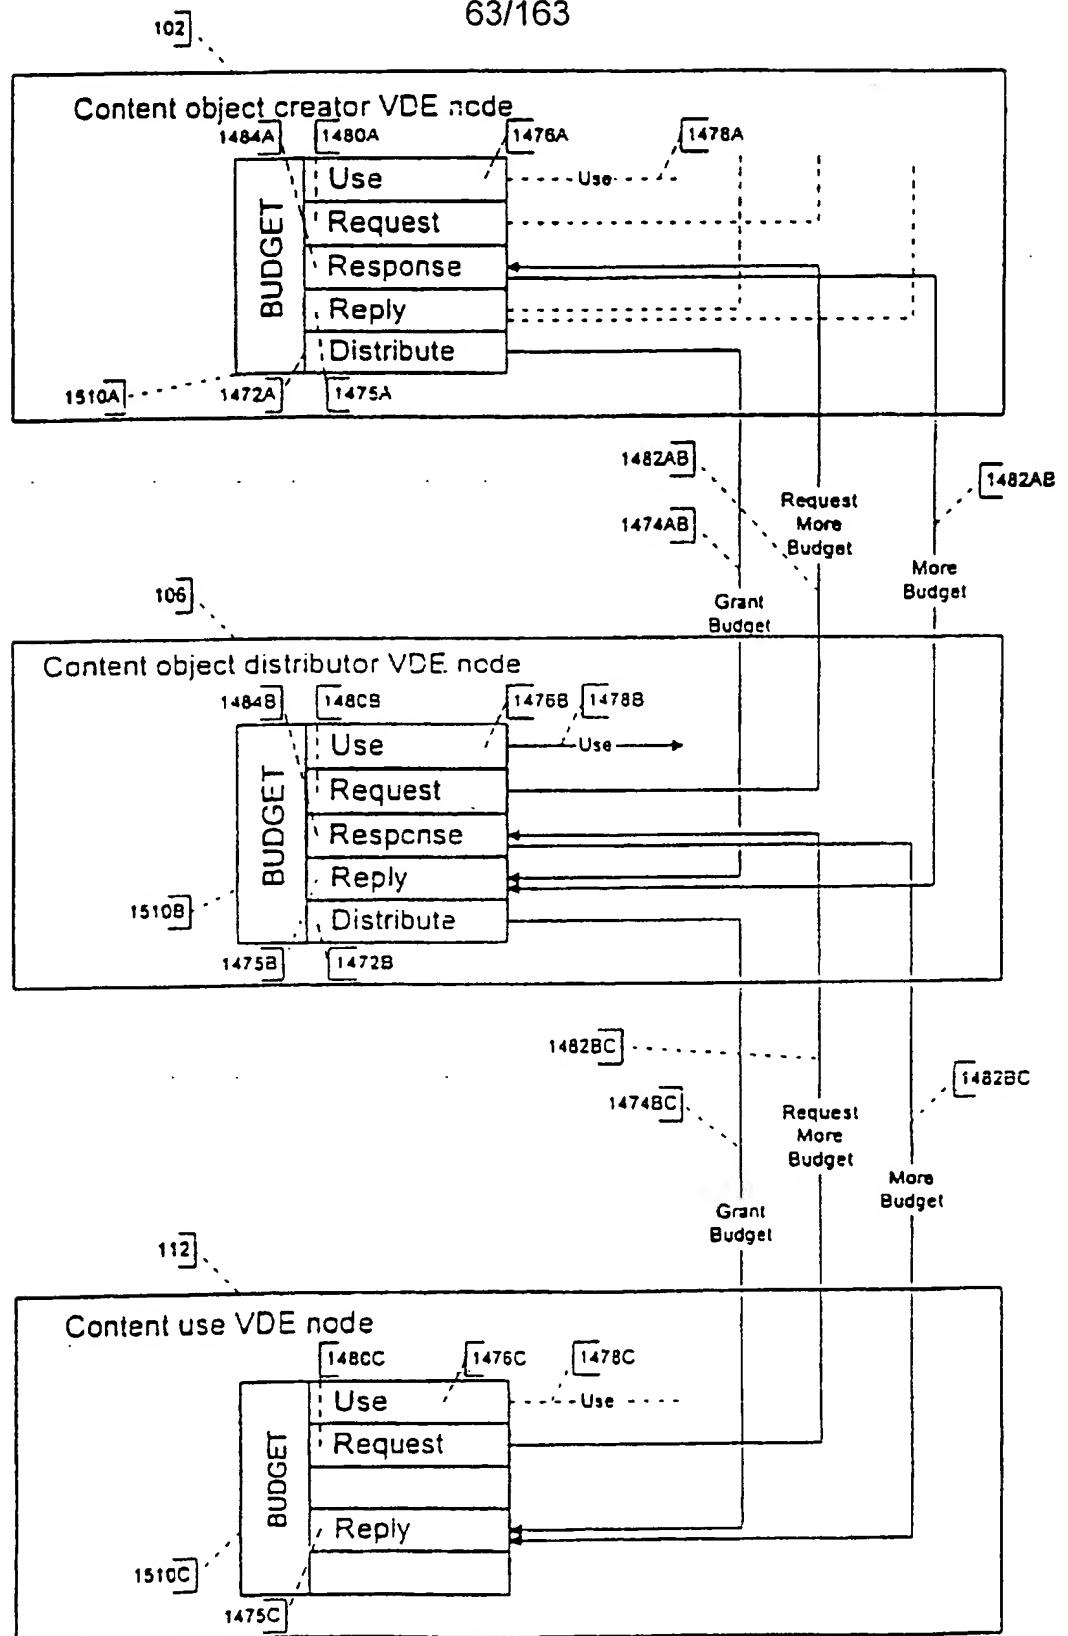 63/163
102
Content object creator VDE node
1484A
1480A
1476A
1478A
BUDGET
Use
Use
Request
Response
Reply
Distribute
1510A
1472A
1475A
1482AB
1482AB
1474AB
Request
More
Budget
More
Budget
Grant
Budget
106
Content object distributor VDE node
1484B
1480B
1476B
1478B
BUDGET
Use
Use
Request
Response
Reply
Distribute
1510B
1475B
1472B
1482BC
1482BC
1474BC
Request
More
Budget
More
Budget
Grant
Budget
112
Content use VDE node
1480C
1476C
1478C
BUDGET
Use
Use
Request
Reply
1510C
1475C